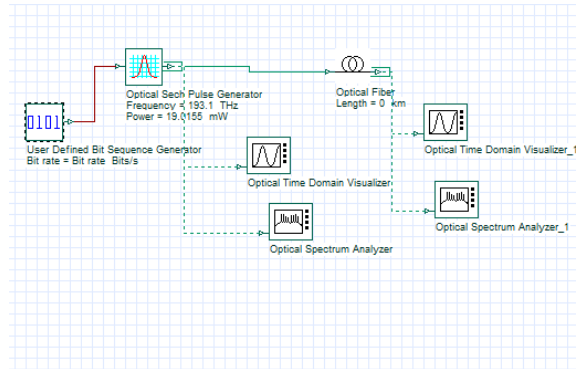 Optical Sech Pulse Generator
Frequency = 193.1 THz
Power = 19.0155 mW
Optical Fiber
Length = 0 km
0101
User Defined Bit Sequence Generator
Bit rate = Bit rate Bits/s
Optical Time Domain Visualizer
Optical Time Domain Visualizer_1
Optical Spectrum Analyzer
Optical Spectrum Analyzer_1